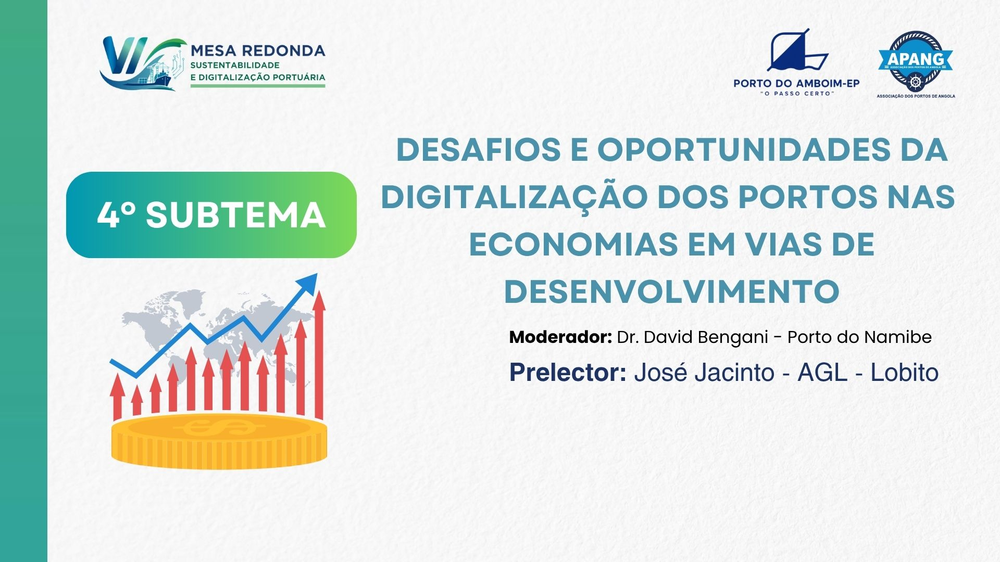 VI
MESA REDONDA
SUSTENTABILIDADE
E DIGITALIZAÇÃO PORTUÁRIA
PORTO DO AMBOIM-EP
"O PASSO CERTO"
APANG
ASSOCIAÇÃO DOS PORTOS DE ANGOLA
ASSOCIAÇÃO DOS PORTOS DE ANGOLA
4º SUBTEMA
DESAFIOS E OPORTUNIDADES DA
DIGITALIZAÇÃO DOS PORTOS NAS
ECONOMIAS EM VIAS DE
DESENVOLVIMENTO
Moderador: Dr. David Bengani - Porto do Namibe
Prelector: José Jacinto - AGL - Lobito
$